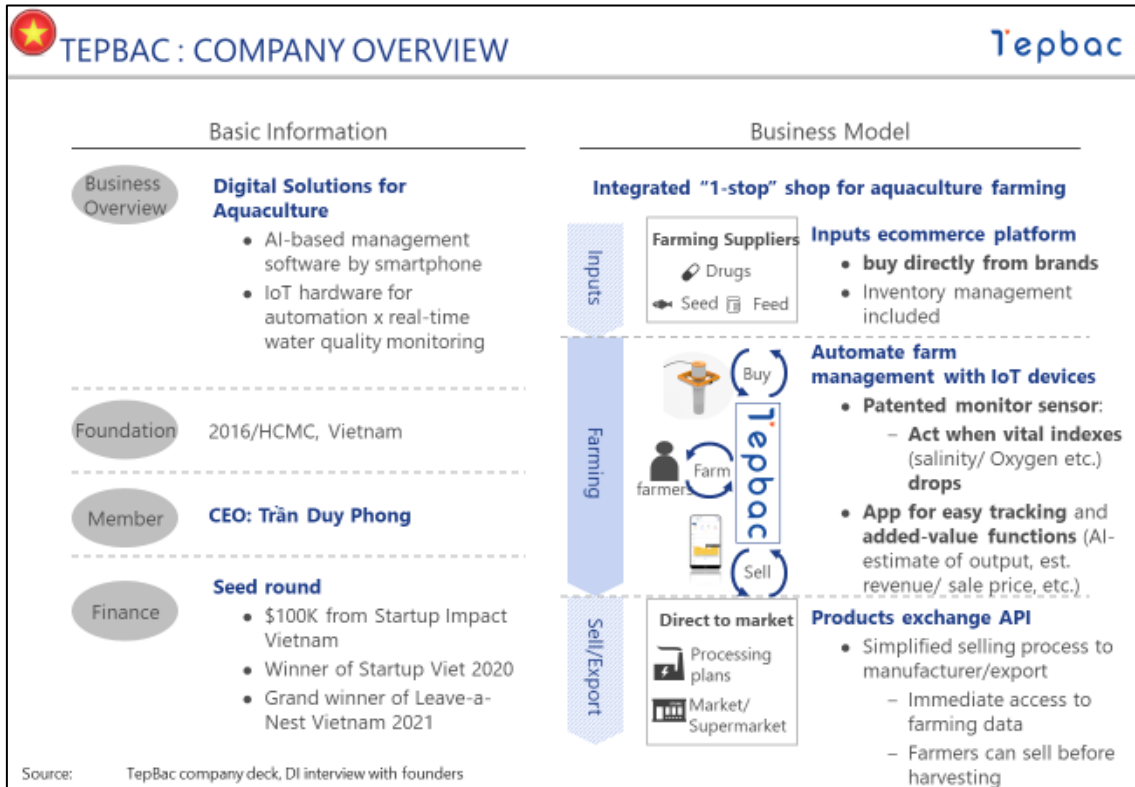 TEPBAC : COMPANY OVERVIEW
Tepbac
Basic Information
Business
Overview
Digital Solutions for
Aquaculture
• AI-based management
software by smartphone
• IoT hardware for
automation x real-time
water quality monitoring
Foundation
2016/HCMC, Vietnam
Member
CEO: Trần Duy Phong
Finance
Seed round
• $100K from Startup Impact
Vietnam
• Winner of Startup Viet 2020
• Grand winner of Leave-a-
Nest Vietnam 2021
Business Model
Integrated “1-stop” shop for aquaculture farming
Inputs
Farming Suppliers
Drugs
Seed
Feed
Inputs ecommerce platform
• buy directly from brands
• Inventory management
included
Farming
Buy
farmers
Farm
Tepbac
Sell
Automate farm
management with IoT devices
• Patented monitor sensor:
– Act when vital indexes
(salinity/ Oxygen etc.)
drops
• App for easy tracking and
added-value functions (AI-
estimate of output, est.
revenue/ sale price, etc.)
Sell/Export
Direct to market
Processing
plans
Market/
Supermarket
Products exchange API
• Simplified selling process to
manufacturer/export
– Immediate access to
farming data
– Farmers can sell before
harvesting
Source: TepBac company deck, DI interview with founders